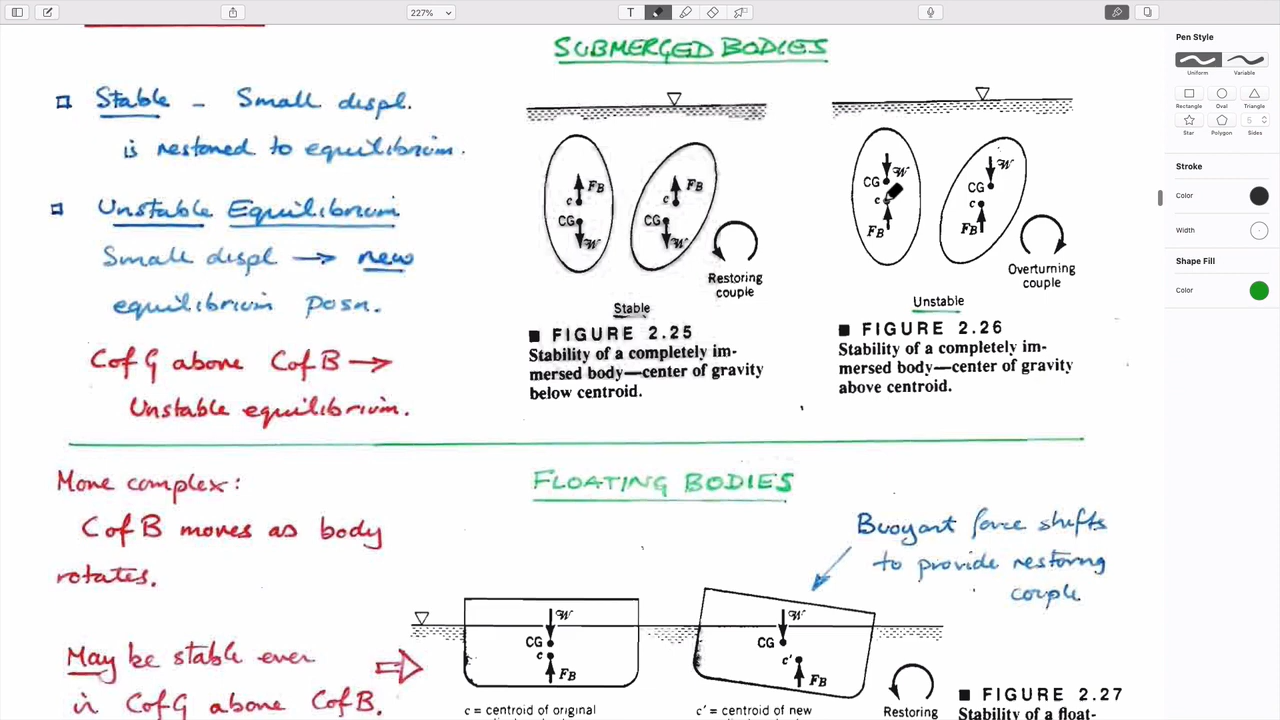 227%
T
Pen Style
Uniform
Variable
Rectangle
Oval
Triangle
Star
Polygon
5
Sides
Stroke
Color
Width
Shape Fill
Color
SUBMERGED BODIES
Stable - Small displ.
is restored to equilibrium.
Unstable Equilibrium
Small displ → new
equilibrium posn.
C of G above C of B →
Unstable equilibrium.
FB
c
CG
W
FB
c
CG
W
Restoring
couple
Stable
■ FIGURE 2.25
Stability of a completely im-
mersed body—center of gravity
below centroid.
W
CG
c
FB
W
CG
c
FB
Overturning
couple
Unstable
■ FIGURE 2.26
Stability of a completely im-
mersed body—center of gravity
above centroid.
FLOATING BODIES
More complex:
C of B moves as body
rotates.
May be stable even
if C of G above C of B.
Buoyant force shifts
to provide restoring
couple
W
CG
c
FB
c = centroid of original
W
CG
c'
FB
c' = centroid of new
Restoring
■ FIGURE 2.27
Stability of a float-